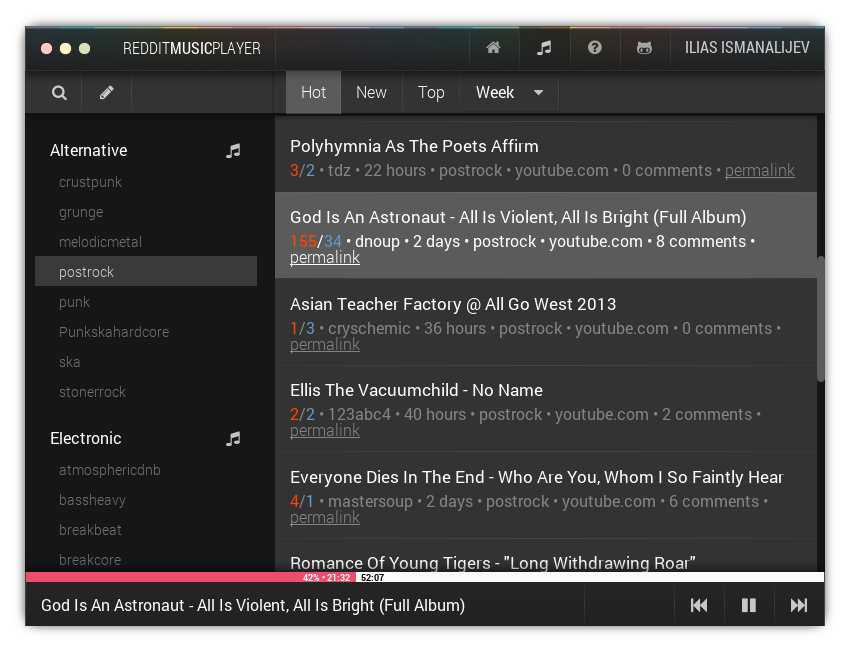 REDDITMUSICPLAYER
ILIAS ISMANALIJEV
Hot
New
Top
Week
Alternative
crustpunk
grunge
melodicmetal
postrock
punk
Punkskahardcore
ska
stonerrock
Electronic
atmosphericdnb
bassheavy
breakbeat
breakcore
Polyhymnia As The Poets Affirm
3/2 • tdz • 22 hours • postrock • youtube.com • 0 comments • permalink
God Is An Astronaut - All Is Violent, All Is Bright (Full Album)
155/34 • dnoup • 2 days • postrock • youtube.com • 8 comments •
permalink
Asian Teacher Factory @ All Go West 2013
1/3 • cryschemic • 36 hours • postrock • youtube.com • 0 comments •
permalink
Ellis The Vacuumchild - No Name
2/2 • 123abc4 • 40 hours • postrock • youtube.com • 2 comments •
permalink
Everyone Dies In The End - Who Are You, Whom I So Faintly Hear
4/1 • mastersoup • 2 days • postrock • youtube.com • 6 comments •
permalink
Romance Of Young Tigers - "Long Withdrawing Roar"
42% • 21:32 52:07
God Is An Astronaut - All Is Violent, All Is Bright (Full Album)